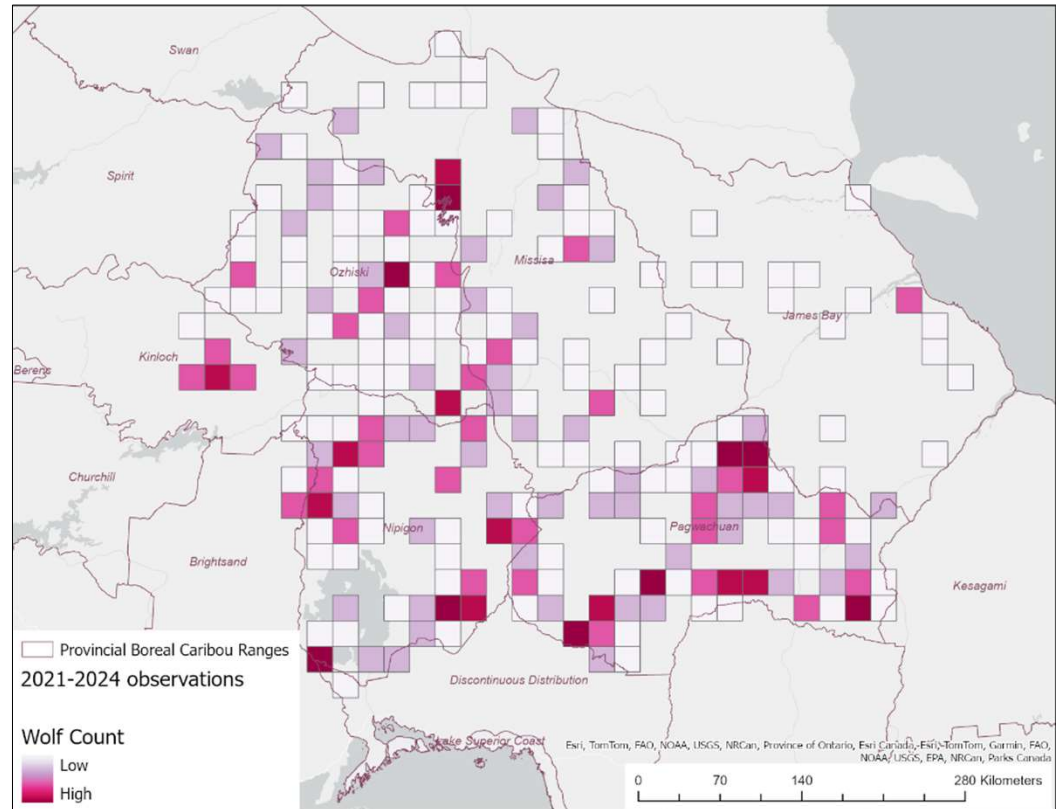 Swan
Spirit
Ozhiski
Missisa
James Bay
Kinloch
Berens
Churchill
Nipigon
Pagwachuan
Brightsand
Kesagami
Discontinuous Distribution
Lake Superior Coast
Provincial Boreal Caribou Ranges
2021-2024 observations
Wolf Count
Low
High
Esri, TomTom, FAO, NOAA, USGS, NRCan, Province of Ontario, Esri Canada, Esri, TomTom, Garmin, FAO,
NOAA, USGS, EPA, NRCan, Parks Canada
0 70 140 280 Kilometers